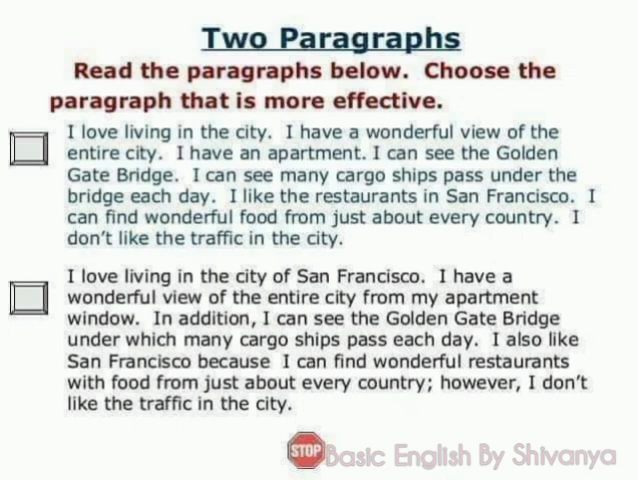 Two Paragraphs
Read the paragraphs below.  Choose the
paragraph that is more effective.
I love living in the city.  I have a wonderful view of the
entire city.  I have an apartment. I can see the Golden
Gate Bridge.  I can see many cargo ships pass under the
bridge each day.  I like the restaurants in San Francisco.  I
can find wonderful food from just about every country.  I
don't like the traffic in the city.
I love living in the city of San Francisco.  I have a
wonderful view of the entire city from my apartment
window.  In addition, I can see the Golden Gate Bridge
under which many cargo ships pass each day.  I also like
San Francisco because  I can find wonderful restaurants
with food from just about every country; however, I don't
like the traffic in the city.
STOP
Basic English By Shivanya